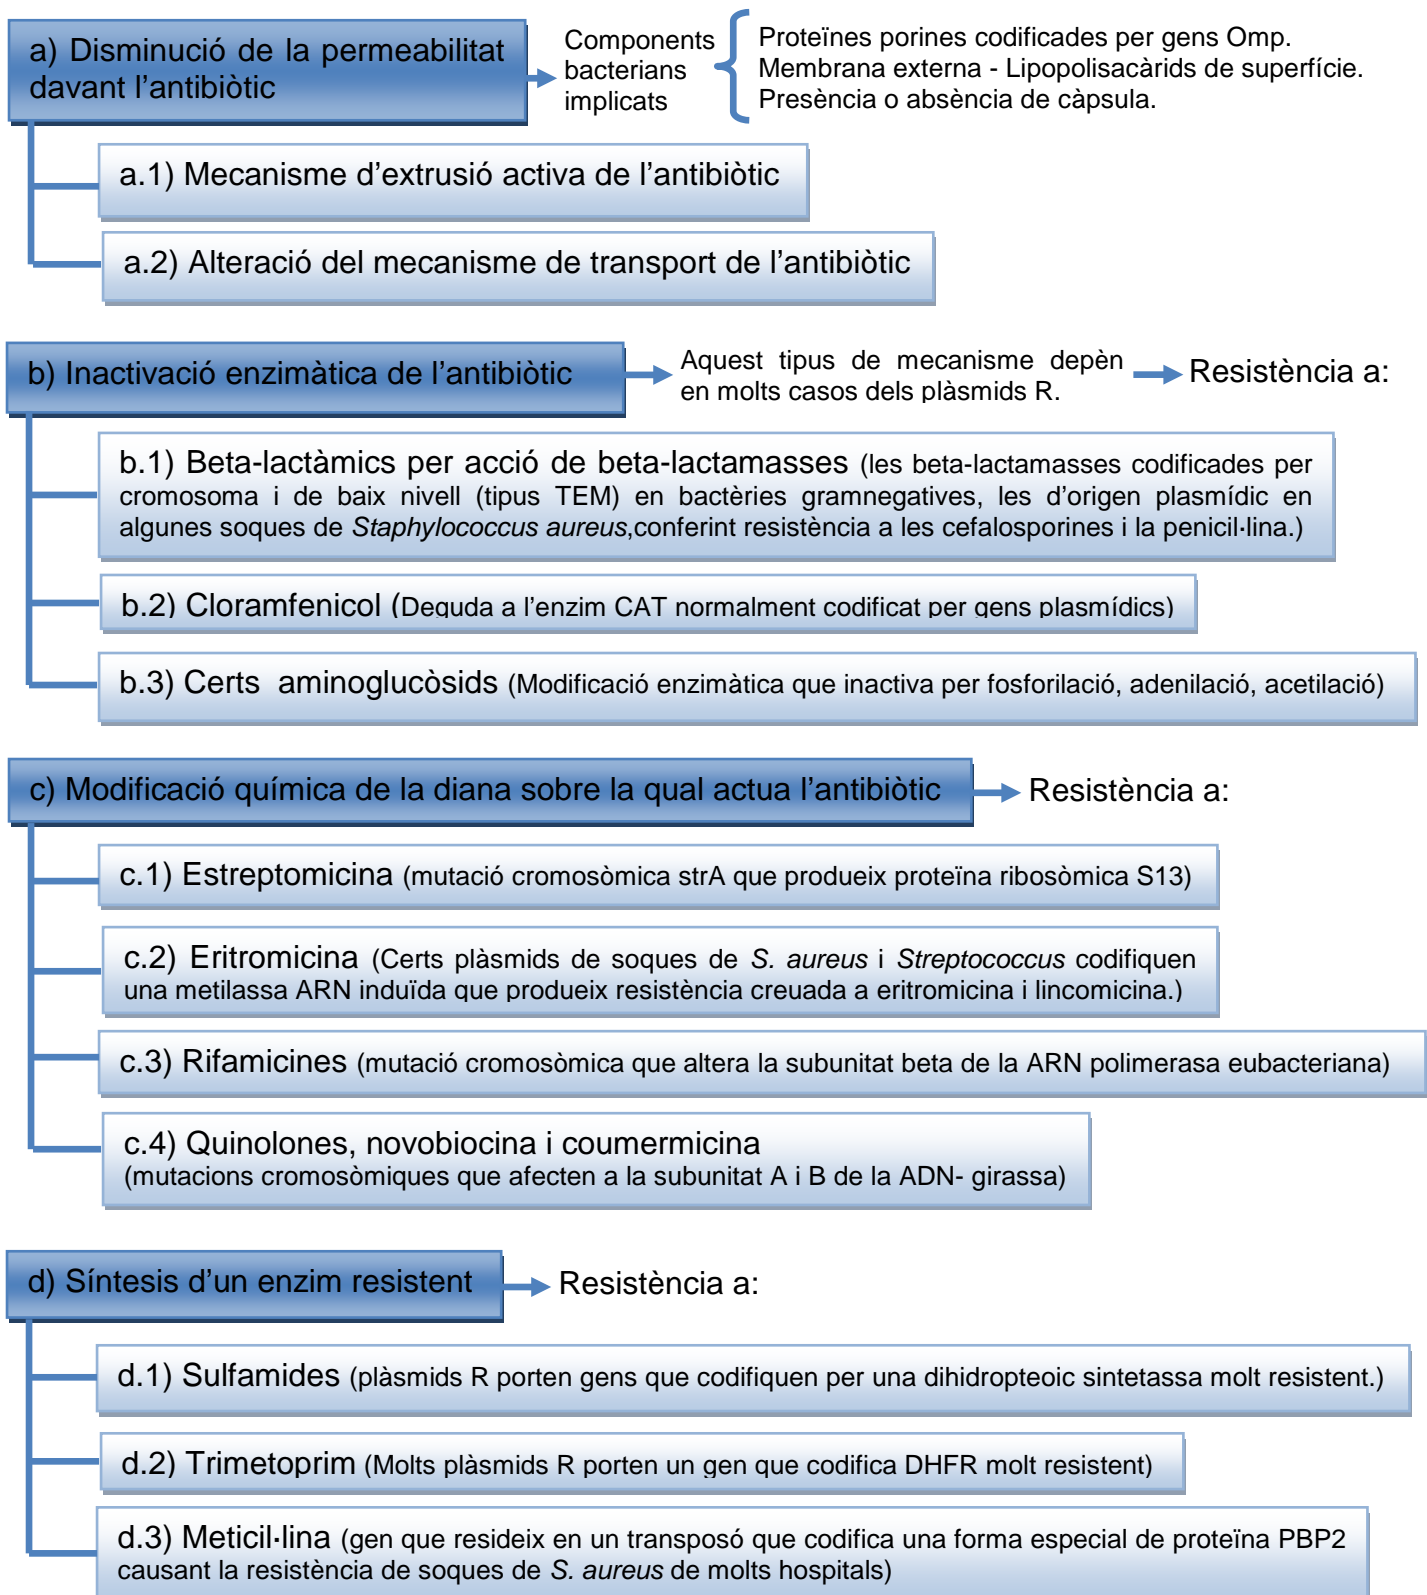 a) Disminució de la permeabilitat
davant l’antibiòtic
Components
bacterians
implicats
Proteïnes porines codificades per gens Omp.
Membrana externa - Lipopolisacàrids de superfície.
Presència o absència de càpsula.
a.1) Mecanisme d’extrusió activa de l’antibiòtic
a.2) Alteració del mecanisme de transport de l’antibiòtic
b) Inactivació enzimàtica de l’antibiòtic
Aquest tipus de mecanisme depèn
en molts casos dels plàsmids R.
Resistència a:
b.1) Beta-lactàmics per acció de beta-lactamasses (les beta-lactamasses codificades per
cromosoma i de baix nivell (tipus TEM) en bactèries gramnegatives, les d’origen plasmídic en
algunes soques de Staphylococcus aureus,conferint resistència a les cefalosporines i la penicil·lina.)
b.2) Cloramfenicol (Deguda a l’enzim CAT normalment codificat per gens plasmídics)
b.3) Certs aminoglucòsids (Modificació enzimàtica que inactiva per fosforilació, adenilació, acetilació)
c) Modificació química de la diana sobre la qual actua l’antibiòtic
Resistència a:
c.1) Estreptomicina (mutació cromosòmica strA que produeix proteïna ribosòmica S13)
c.2) Eritromicina (Certs plàsmids de soques de S. aureus i Streptococcus codifiquen
una metilassa ARN induïda que produeix resistència creuada a eritromicina i lincomicina.)
c.3) Rifamicines (mutació cromosòmica que altera la subunitat beta de la ARN polimerasa eubacteriana)
c.4) Quinolones, novobiocina i coumermicina
(mutacions cromosòmiques que afecten a la subunitat A i B de la ADN- girassa)
d) Síntesis d’un enzim resistent
Resistència a:
d.1) Sulfamides (plàsmids R porten gens que codifiquen per una dihidropteoic sintetassa molt resistent.)
d.2) Trimetoprim (Molts plàsmids R porten un gen que codifica DHFR molt resistent)
d.3) Meticil·lina (gen que resideix en un transposó que codifica una forma especial de proteïna PBP2
causant la resistència de soques de S. aureus de molts hospitals)